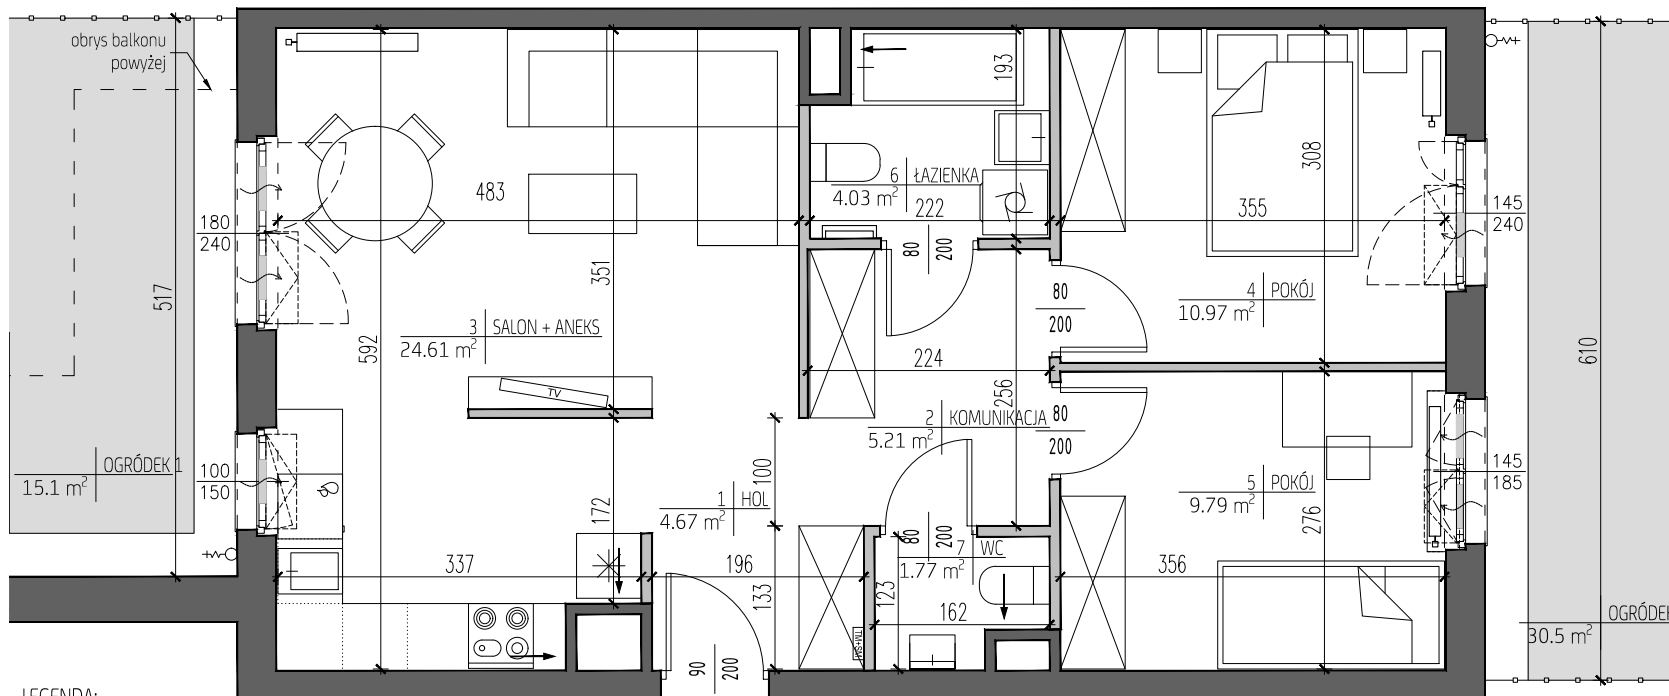 obrys balkonu
powyżej
193
308
483
6 ŁAZIENKA
4.03 m²
222
355
180
240
145
240
80
200
517
351
592
3 SALON + ANEKS
24.61 m²
80
200
4 POKÓJ
10.97 m²
224
610
TV
256
2 KOMUNIKACJA
5.21 m²
80
200
OGRÓDEK 1
15.1 m²
100
150
100
145
185
1 HOL
4.67 m²
172
5 POKÓJ
9.79 m²
276
80
200
7 WC
1.77 m²
337
196
133
123
162
356
TM+SM
OGRÓDEK
30.5 m²
90
200
LEGENDA: